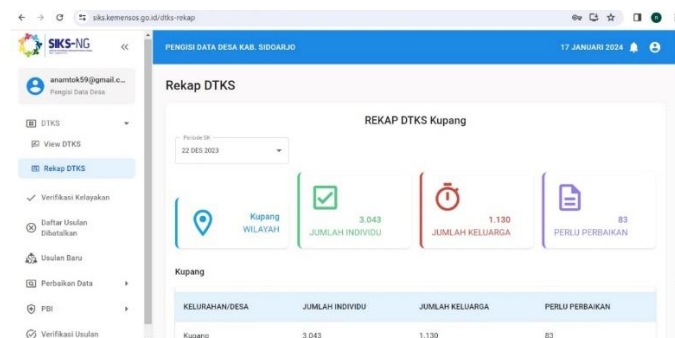 siks.kemensos.go.id/dtks-rekap
SIKS-NG
PENGISI DATA DESA KAB. SIDOARJO
17 JANUARI 2024
anamtok59@gmail.c...
Pengisi Data Desa
Rekap DTKS
DTKS
View DTKS
Rekap DTKS
Verifikasi Kelayakan
Daftar Usulan
Dibatalkan
Usulan Baru
Perbaikan Data
PBI
Verifikasi Usulan
REKAP DTKS Kupang
Periode SK
22 DES 2023
Kupang
WILAYAH
3.043
JUMLAH INDIVIDU
1.130
JUMLAH KELUARGA
83
PERLU PERBAIKAN
Kupang
KELURAHAN/DESA JUMLAH INDIVIDU JUMLAH KELUARGA PERLU PERBAIKAN
Kupang 3.043 1.130 83